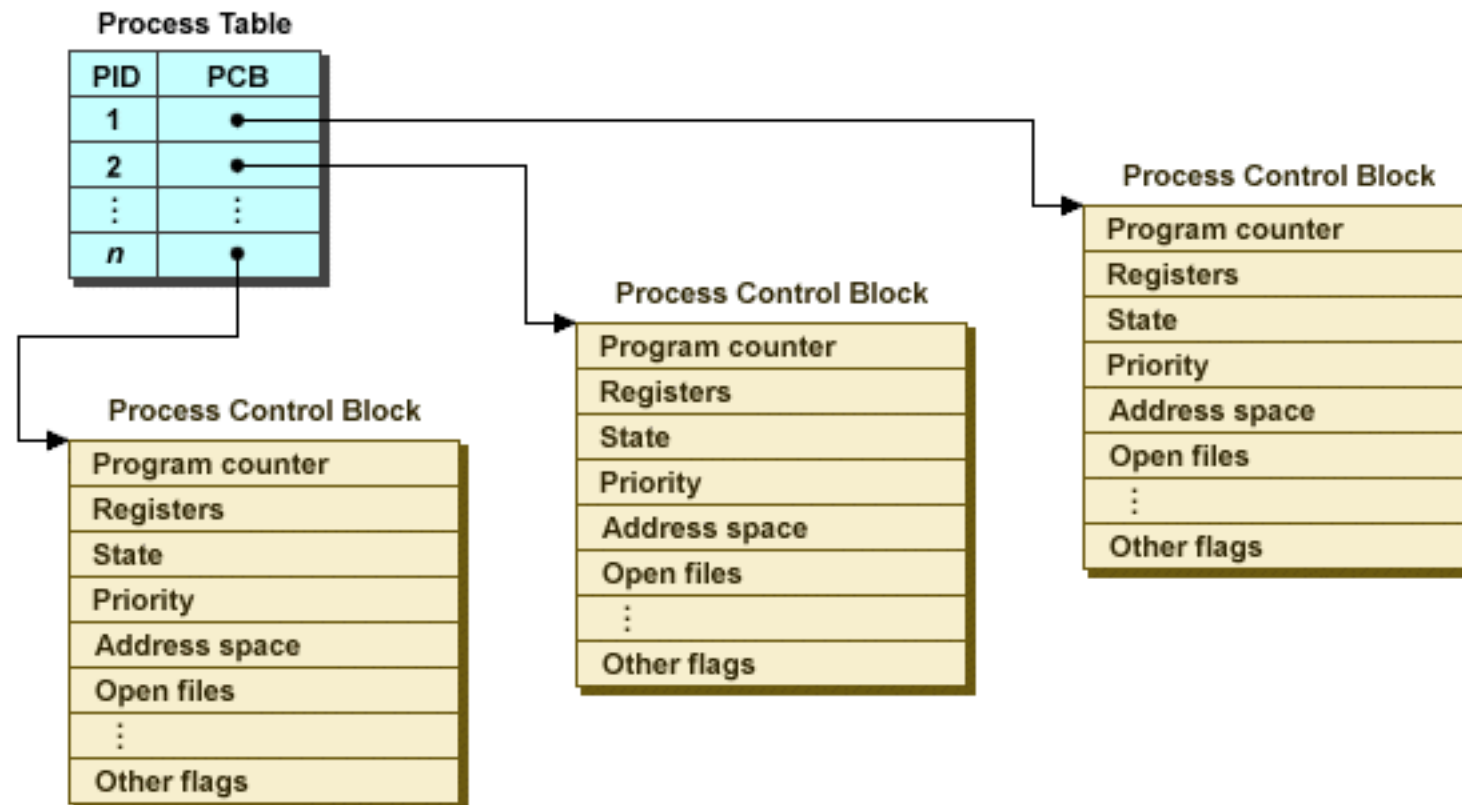 Process Table
PID PCB
1
2
⋮ ⋮
n
Process Control Block
Program counter
Registers
State
Priority
Address space
Open files
⋮
Other flags
Process Control Block
Program counter
Registers
State
Priority
Address space
Open files
⋮
Other flags
Process Control Block
Program counter
Registers
State
Priority
Address space
Open files
⋮
Other flags